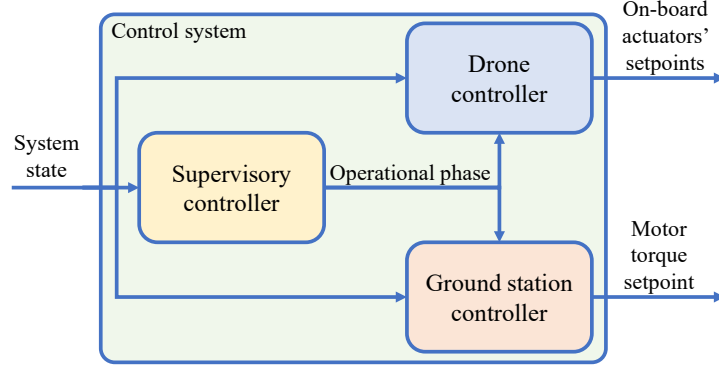 Control system
System
state
Supervisory
controller
Operational phase
Drone
controller
Ground station
controller
On-board
actuators’
setpoints
Motor
torque
setpoint